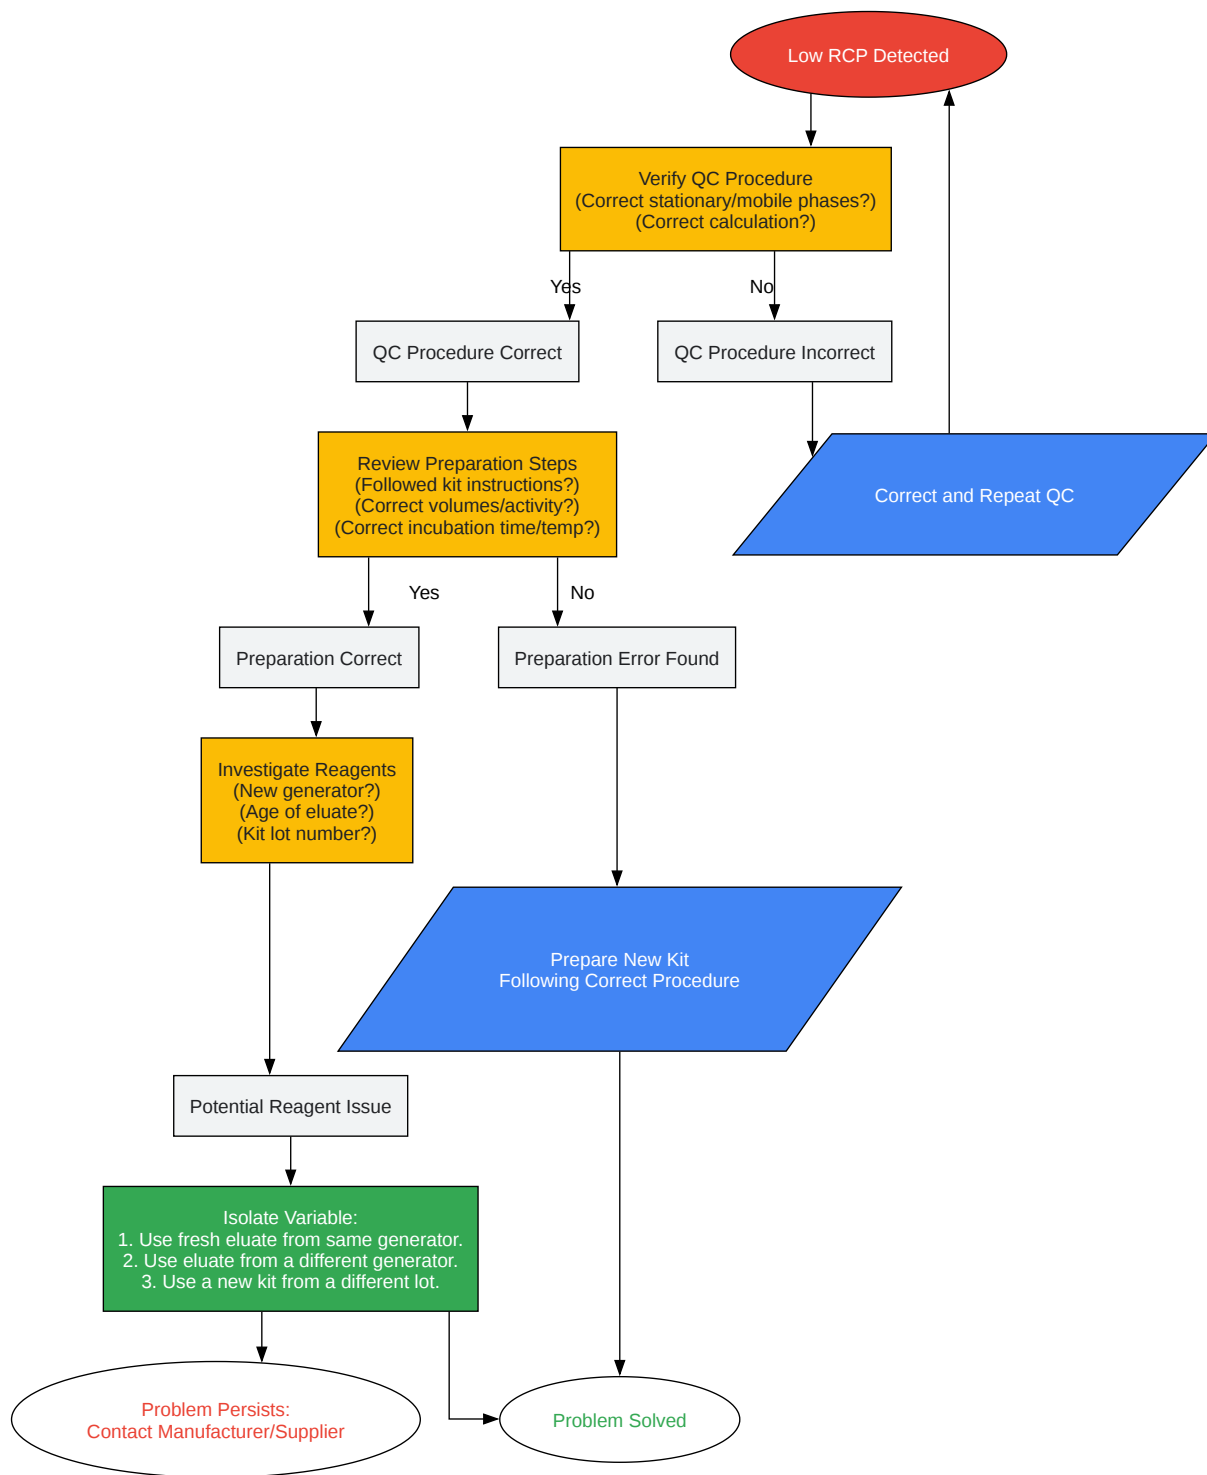 Low RCP Detected
Verify QC Procedure
(Correct stationary/mobile phases?)
(Correct calculation?)
Yes
No
QC Procedure Correct
QC Procedure Incorrect
Review Preparation Steps
(Followed kit instructions?)
(Correct volumes/activity?)
(Correct incubation time/temp?)
Correct and Repeat QC
Yes
No
Preparation Correct
Preparation Error Found
Investigate Reagents
(New generator?)
(Age of eluate?)
(Kit lot number?)
Prepare New Kit
Following Correct Procedure
Potential Reagent Issue
Isolate Variable:
1. Use fresh eluate from same generator.
2. Use eluate from a different generator.
3. Use a new kit from a different lot.
Problem Persists:
Contact Manufacturer/Supplier
Problem Solved